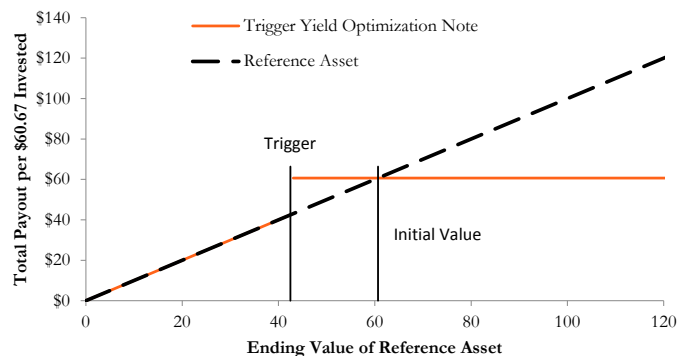 $140
$120
$100
$80
$60
$40
$20
$0
Total Payout per $60.67 Invested
Trigger Yield Optimization Note
Reference Asset
Trigger
Initial Value
0 20 40 60 80 100 120
Ending Value of Reference Asset